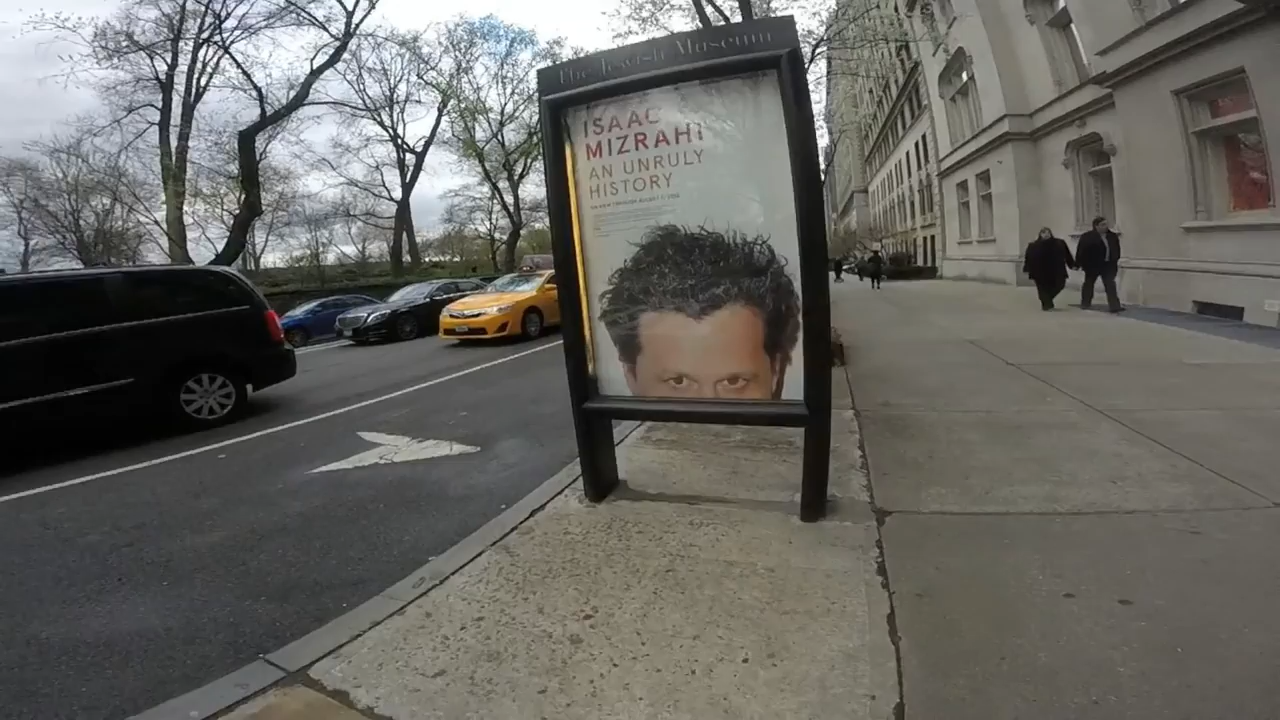 The Jewish Museum
ISAAC
MIZRAHI
AN UNRULY
HISTORY